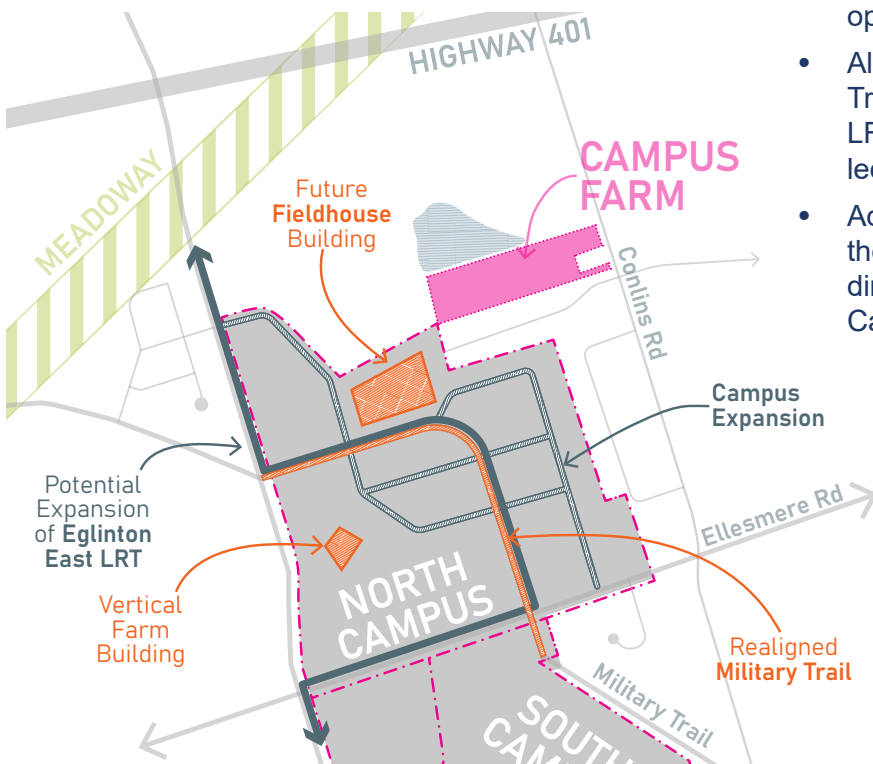 HIGHWAY 401
MEADOWAY
Future
Fieldhouse
Building
CAMPUS
FARM
Conlins Rd
Campus
Expansion
Potential
Expansion
of Eglinton
East LRT
Ellesmere Rd
NORTH
CAMPUS
Vertical
Farm
Building
Realigned
Military Trail
Military Trail
SOUTH
•
•